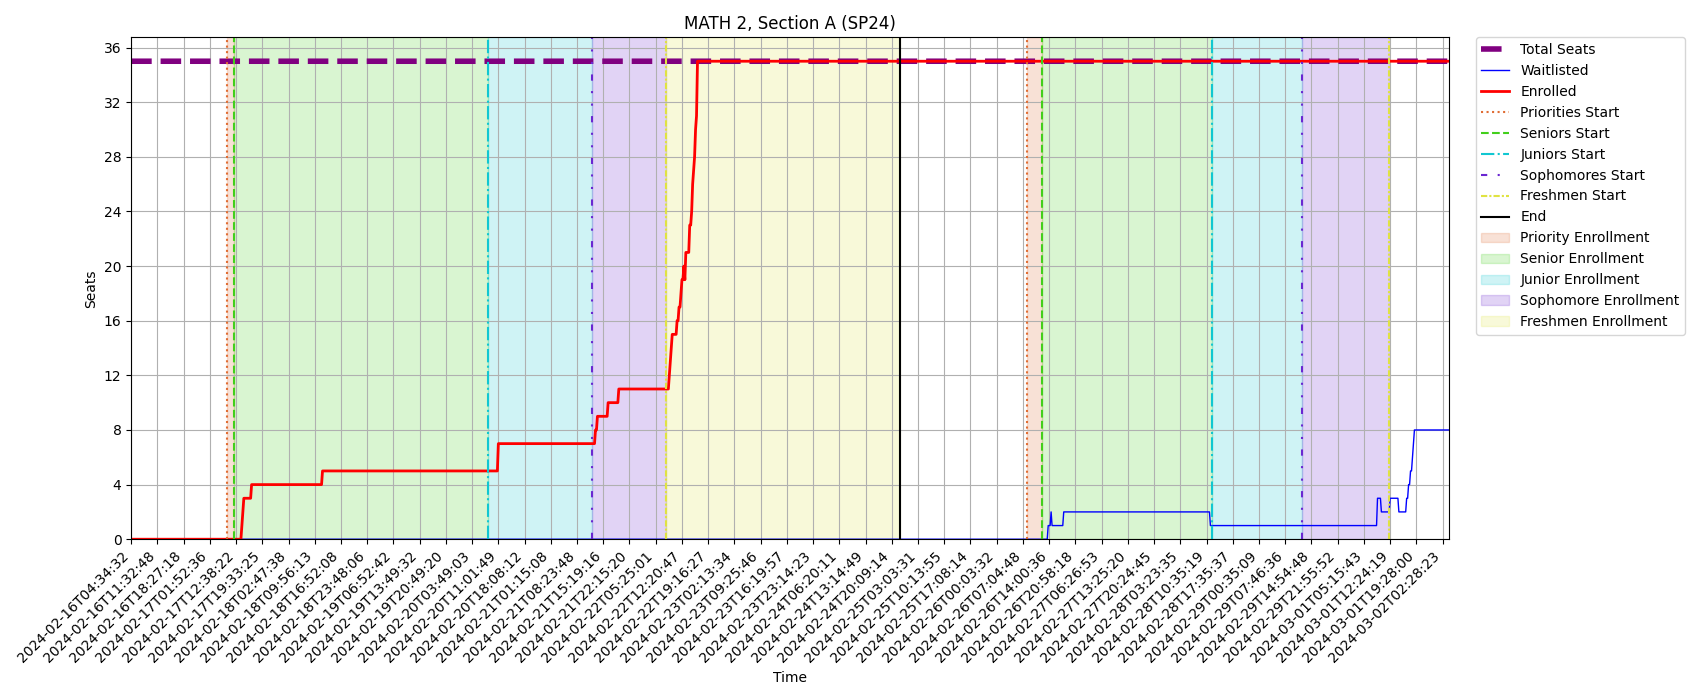 MATH 2, Section A (SP24)
Seats
36
32
28
24
20
16
12
8
4
0
2024-02-16T04:34:32
2024-02-16T11:32:48
2024-02-16T18:27:18
2024-02-17T01:52:36
2024-02-17T12:38:22
2024-02-17T19:33:25
2024-02-18T02:47:38
2024-02-18T09:56:13
2024-02-18T16:52:08
2024-02-18T23:48:06
2024-02-19T06:52:42
2024-02-19T13:49:32
2024-02-19T20:49:20
2024-02-20T03:49:03
2024-02-20T11:01:49
2024-02-20T18:08:12
2024-02-21T01:15:08
2024-02-21T08:23:48
2024-02-21T15:19:16
2024-02-21T22:15:20
2024-02-22T05:25:01
2024-02-22T12:20:47
2024-02-22T19:16:27
2024-02-23T02:13:34
2024-02-23T09:25:46
2024-02-23T16:19:57
2024-02-23T23:14:23
2024-02-24T06:20:11
2024-02-24T13:14:49
2024-02-24T20:09:14
2024-02-25T03:03:31
2024-02-25T10:13:55
2024-02-25T17:08:14
2024-02-26T00:03:32
2024-02-26T07:04:48
2024-02-26T14:00:36
2024-02-26T20:58:18
2024-02-27T06:26:53
2024-02-27T13:25:20
2024-02-27T20:24:45
2024-02-28T03:23:35
2024-02-28T10:35:19
2024-02-28T17:35:37
2024-02-29T00:35:09
2024-02-29T07:46:36
2024-02-29T14:54:48
2024-02-29T21:55:52
2024-03-01T05:15:43
2024-03-01T12:24:19
2024-03-01T19:28:00
2024-03-02T02:28:23
Time
Total Seats
Waitlisted
Enrolled
Priorities Start
Seniors Start
Juniors Start
Sophomores Start
Freshmen Start
End
Priority Enrollment
Senior Enrollment
Junior Enrollment
Sophomore Enrollment
Freshmen Enrollment